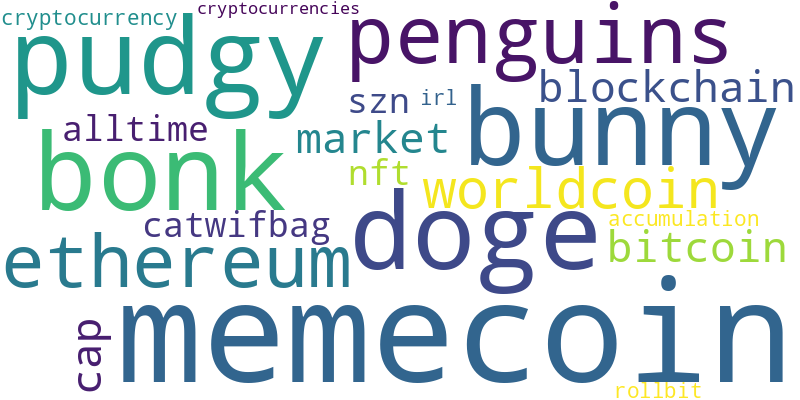 cryptocurrency
cryptocurrencies
pudgy
penguins
szn
irl
blockchain
alltime
market
bunny
bonk
nft
worldcoin
catwifbag
doge
accumulation
ethereum
bitcoin
cap
memecoin
rollbit